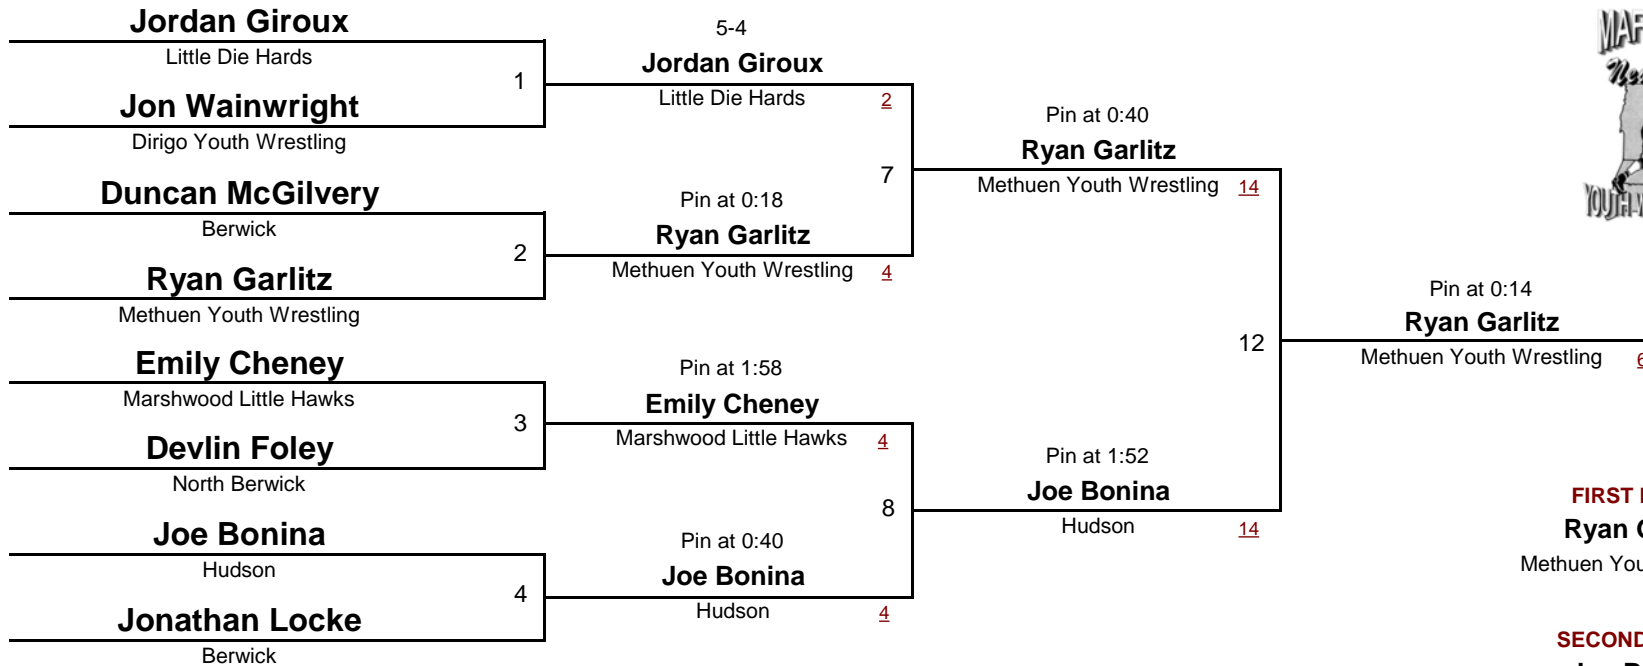 Jordan Giroux
Little Die Hards
1
Jon Wainwright
Dirigo Youth Wrestling
Duncan McGilvery
Berwick
2
Ryan Garlitz
Methuen Youth Wrestling
Emily Cheney
Marshwood Little Hawks
3
Devlin Foley
North Berwick
Joe Bonina
Hudson
4
Jonathan Locke
Berwick
5-4
Jordan Giroux
Little Die Hards 2
7
Pin at 0:18
Ryan Garlitz
Methuen Youth Wrestling 4
Pin at 1:58
Emily Cheney
Marshwood Little Hawks 4
8
Pin at 0:40
Joe Bonina
Hudson 4
Pin at 0:40
Ryan Garlitz
Methuen Youth Wrestling 14
12
Pin at 1:52
Joe Bonina
Hudson 14
Pin at 0:14
Ryan Garlitz
Methuen Youth Wrestling
FIRST
Ryan
Methuen
SECOND